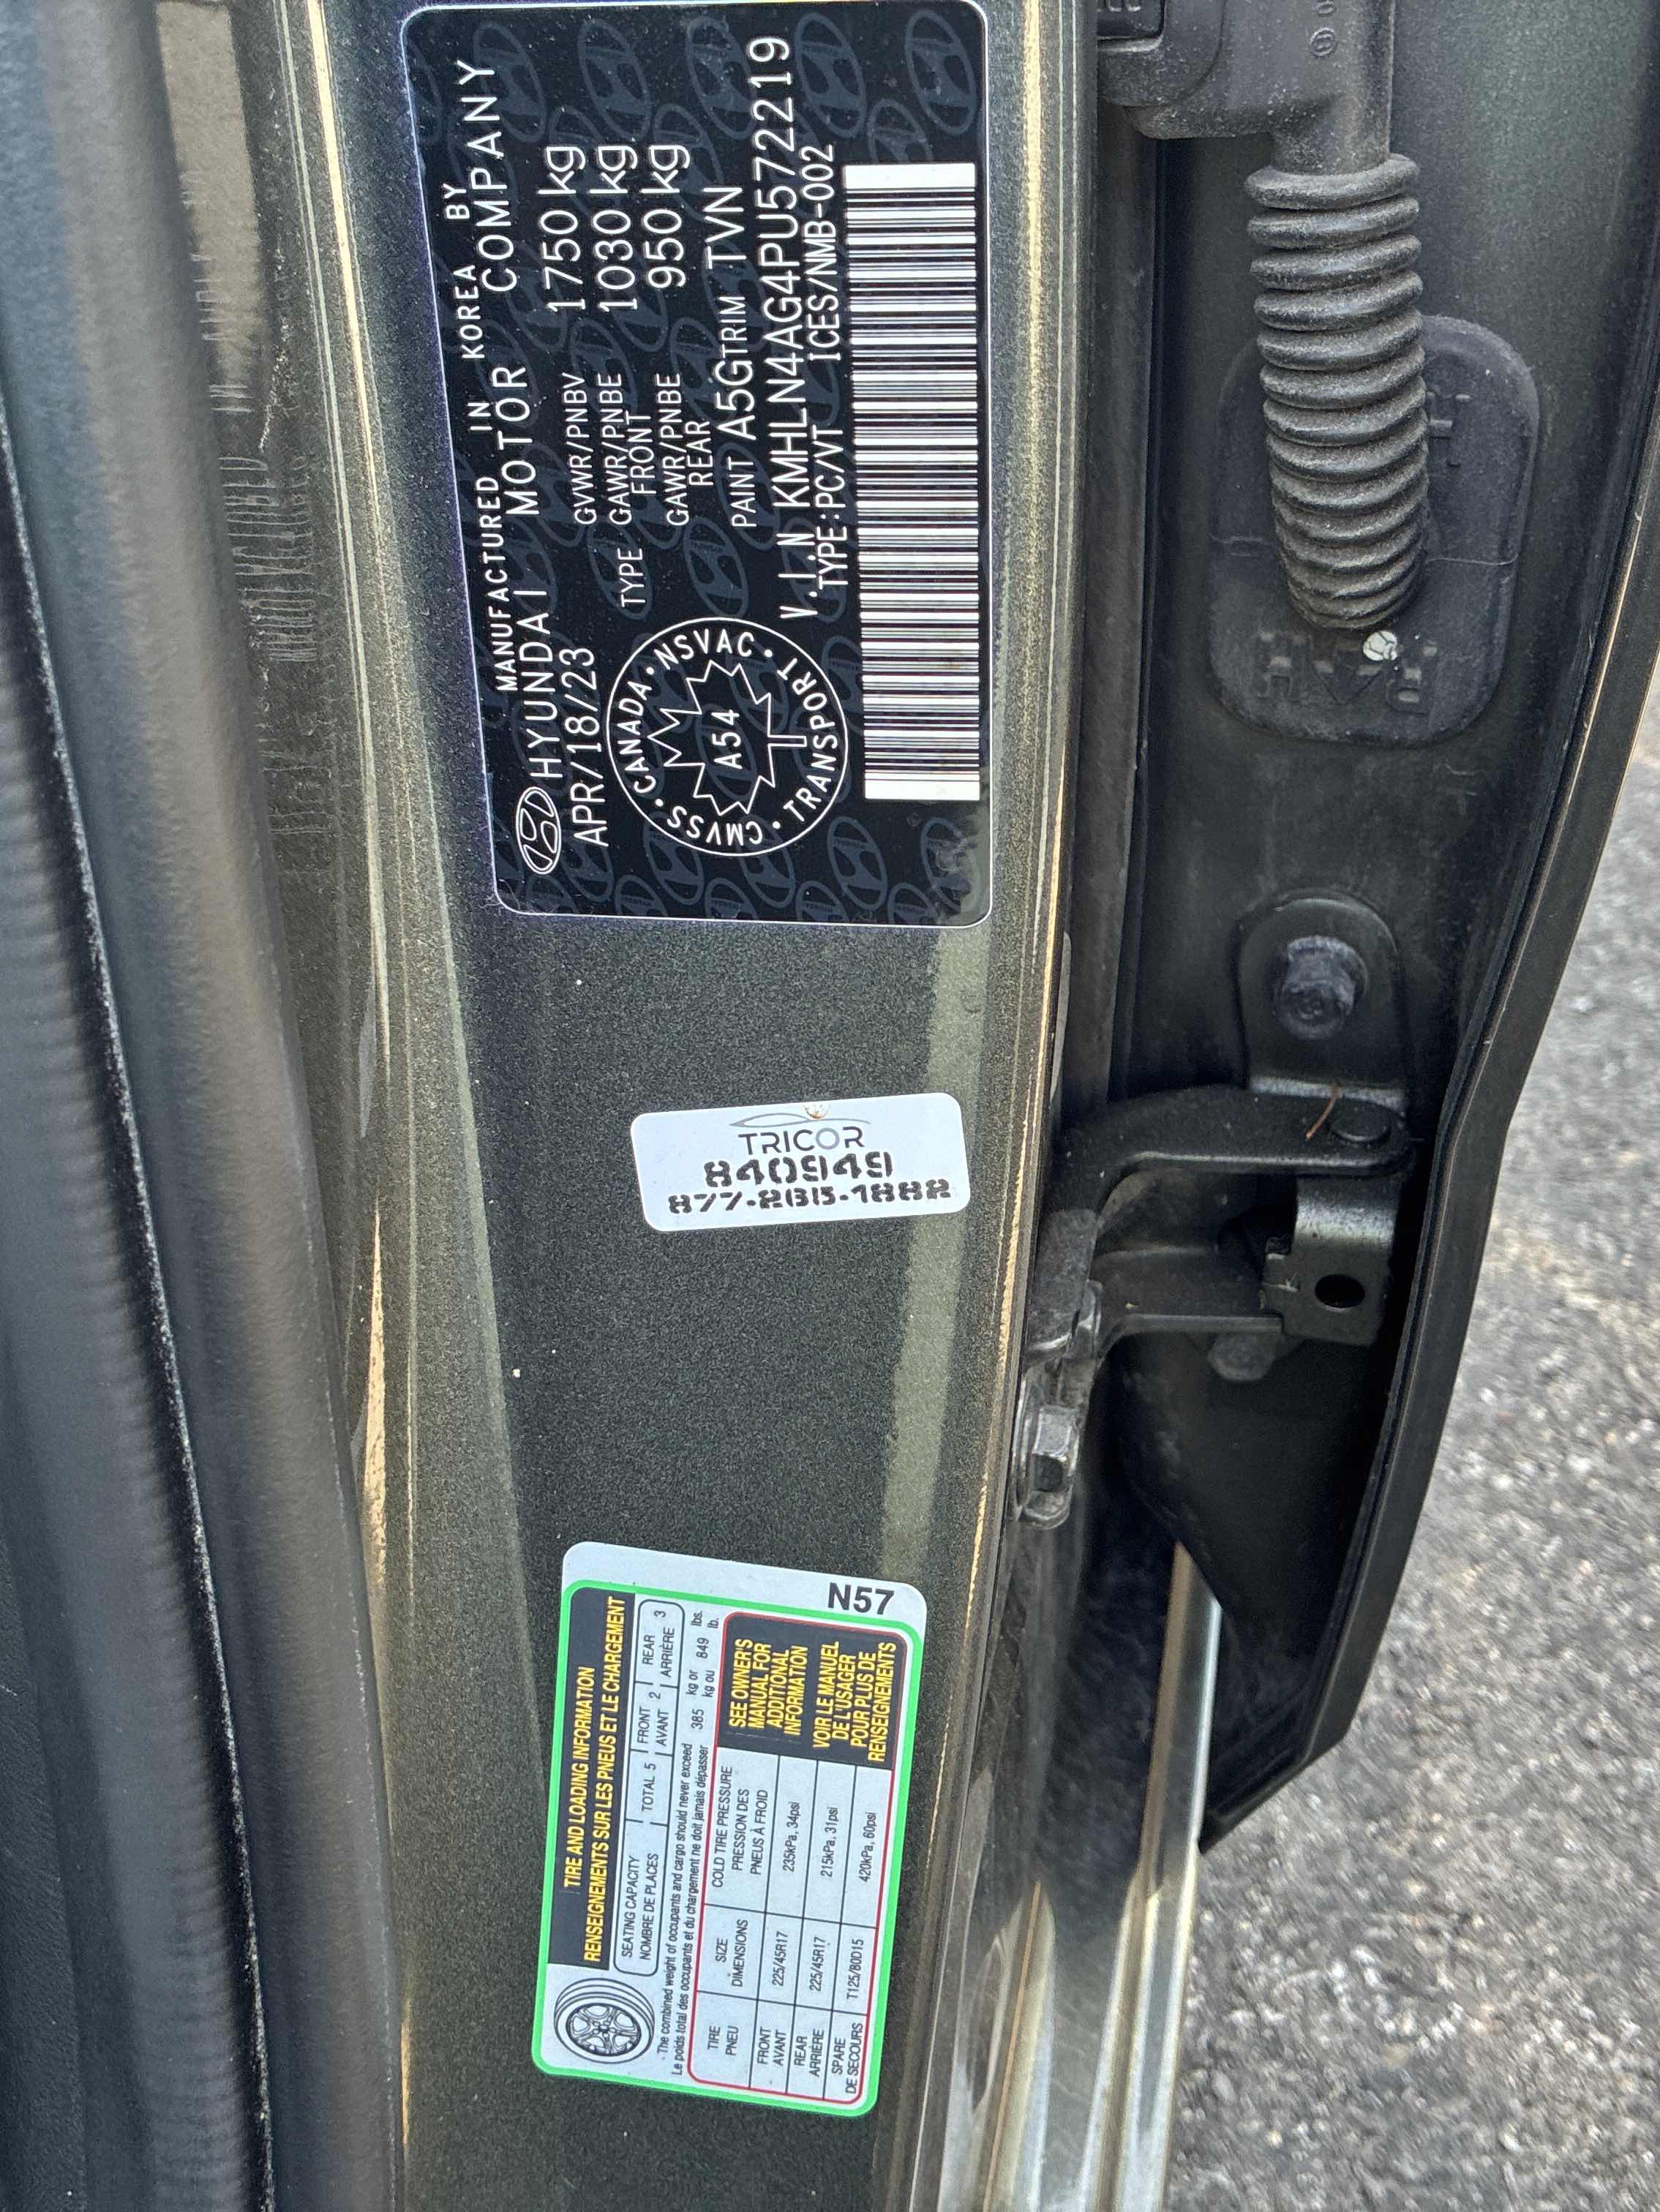 MANUFACTURED IN KOREA BY
HYUNDAI MOTOR COMPANY
APR/18/23
GVWR/PNBV 1750 kg
TYPE GAWR/PNBE FRONT 1030 kg
GAWR/PNBE REAR 950 kg
PAINT A5G TRIM TVN
V.I.N KMHLN4AG4PU572219
TYPE:PC/VT ICES/NMB-002
CANADA · NSVAC · TRANSPORT · CMVSS ·
A54
TRICOR
840949
877-265-1882
TIRE AND LOADING INFORMATION
RENSEIGNEMENTS SUR LES PNEUS ET LE CHARGEMENT
SEATING CAPACITY
NOMBRE DE PLACES
TOTAL 5
FRONT
AVANT 2
REAR
ARRIÈRE 3
The combined weight of occupants and cargo should never exceed 385 kg or 849 lbs.
Le poids total des occupants et du chargement ne doit jamais dépasser kg ou lb.
TIRE
PNEU
SIZE
DIMENSIONS
COLD TIRE PRESSURE
PRESSION DES
PNEUS À FROID
FRONT
AVANT
225/45R17
235kPa, 34psi
REAR
ARRIÈRE
225/45R17
215kPa, 31psi
SPARE
DE SECOURS
T125/80D15
420kPa, 60psi
SEE OWNER'S
MANUAL FOR
ADDITIONAL
INFORMATION
VOIR LE MANUEL
DE L'USAGER
POUR PLUS DE
RENSEIGNEMENTS
N57